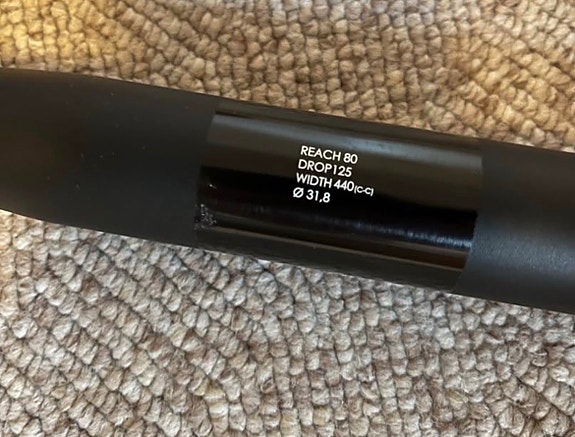 REACH 80
DROP125
WIDTH 440(C-C)
Ø 31,8